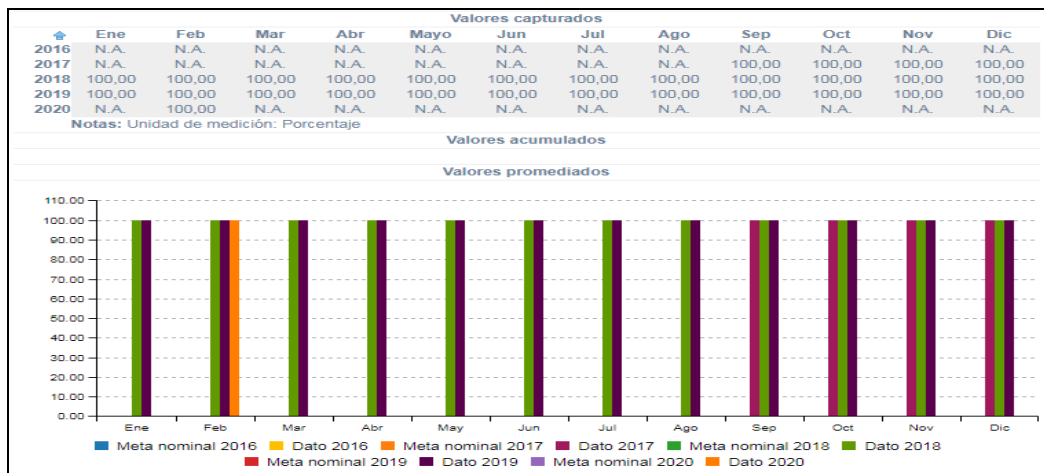 Valores capturados
Ene Feb Mar Abr Mayo Jun Jul Ago Sep Oct Nov Dic
2016 N.A. N.A. N.A. N.A. N.A. N.A. N.A. N.A. N.A. N.A. N.A. N.A.
2017 N.A. N.A. N.A. N.A. N.A. N.A. N.A. N.A. 100,00 100,00 100,00 100,00
2018 100,00 100,00 100,00 100,00 100,00 100,00 100,00 100,00 100,00 100,00 100,00 100,00
2019 100,00 100,00 100,00 100,00 100,00 100,00 100,00 100,00 100,00 100,00 100,00 100,00
2020 N.A. 100,00 N.A. N.A. N.A. N.A. N.A. N.A. N.A. N.A. N.A. N.A.
Notas: Unidad de medición: Porcentaje
Valores acumulados
Valores promediados
110.00
100.00
90.00
80.00
70.00
60.00
50.00
40.00
30.00
20.00
10.00
0.00
Ene Feb Mar Abr May Jun Jul Ago Sep Oct Nov Dic
Meta nominal 2016 Dato 2016 Meta nominal 2017 Dato 2017 Meta nominal 2018 Dato 2018
Meta nominal 2019 Dato 2019 Meta nominal 2020 Dato 2020